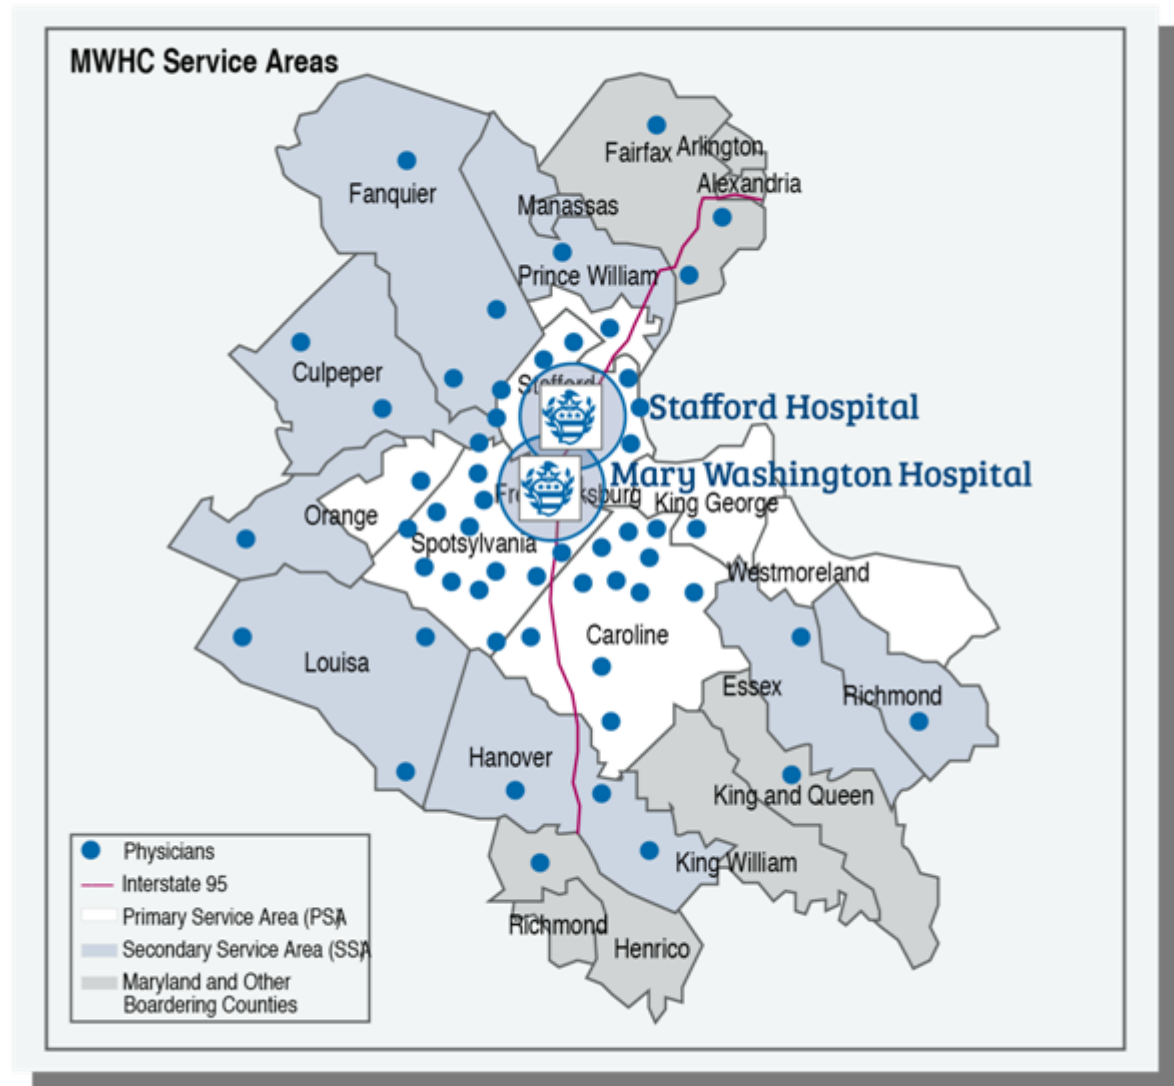 MWHC Service Areas
Fairfax
Arlington
Alexandria
Fanquier
Manassas
Prince William
Culpeper
Stafford
Stafford Hospital
Mary Washington Hospital
King George
Orange
Spotsylvania
Westmoreland
Caroline
Louisa
Essex
Richmond
Hanover
King and Queen
King William
Richmond
Henrico
Physicians
Interstate 95
Primary Service Area (PSA)
Secondary Service Area (SSA)
Maryland and Other
Boardering Counties